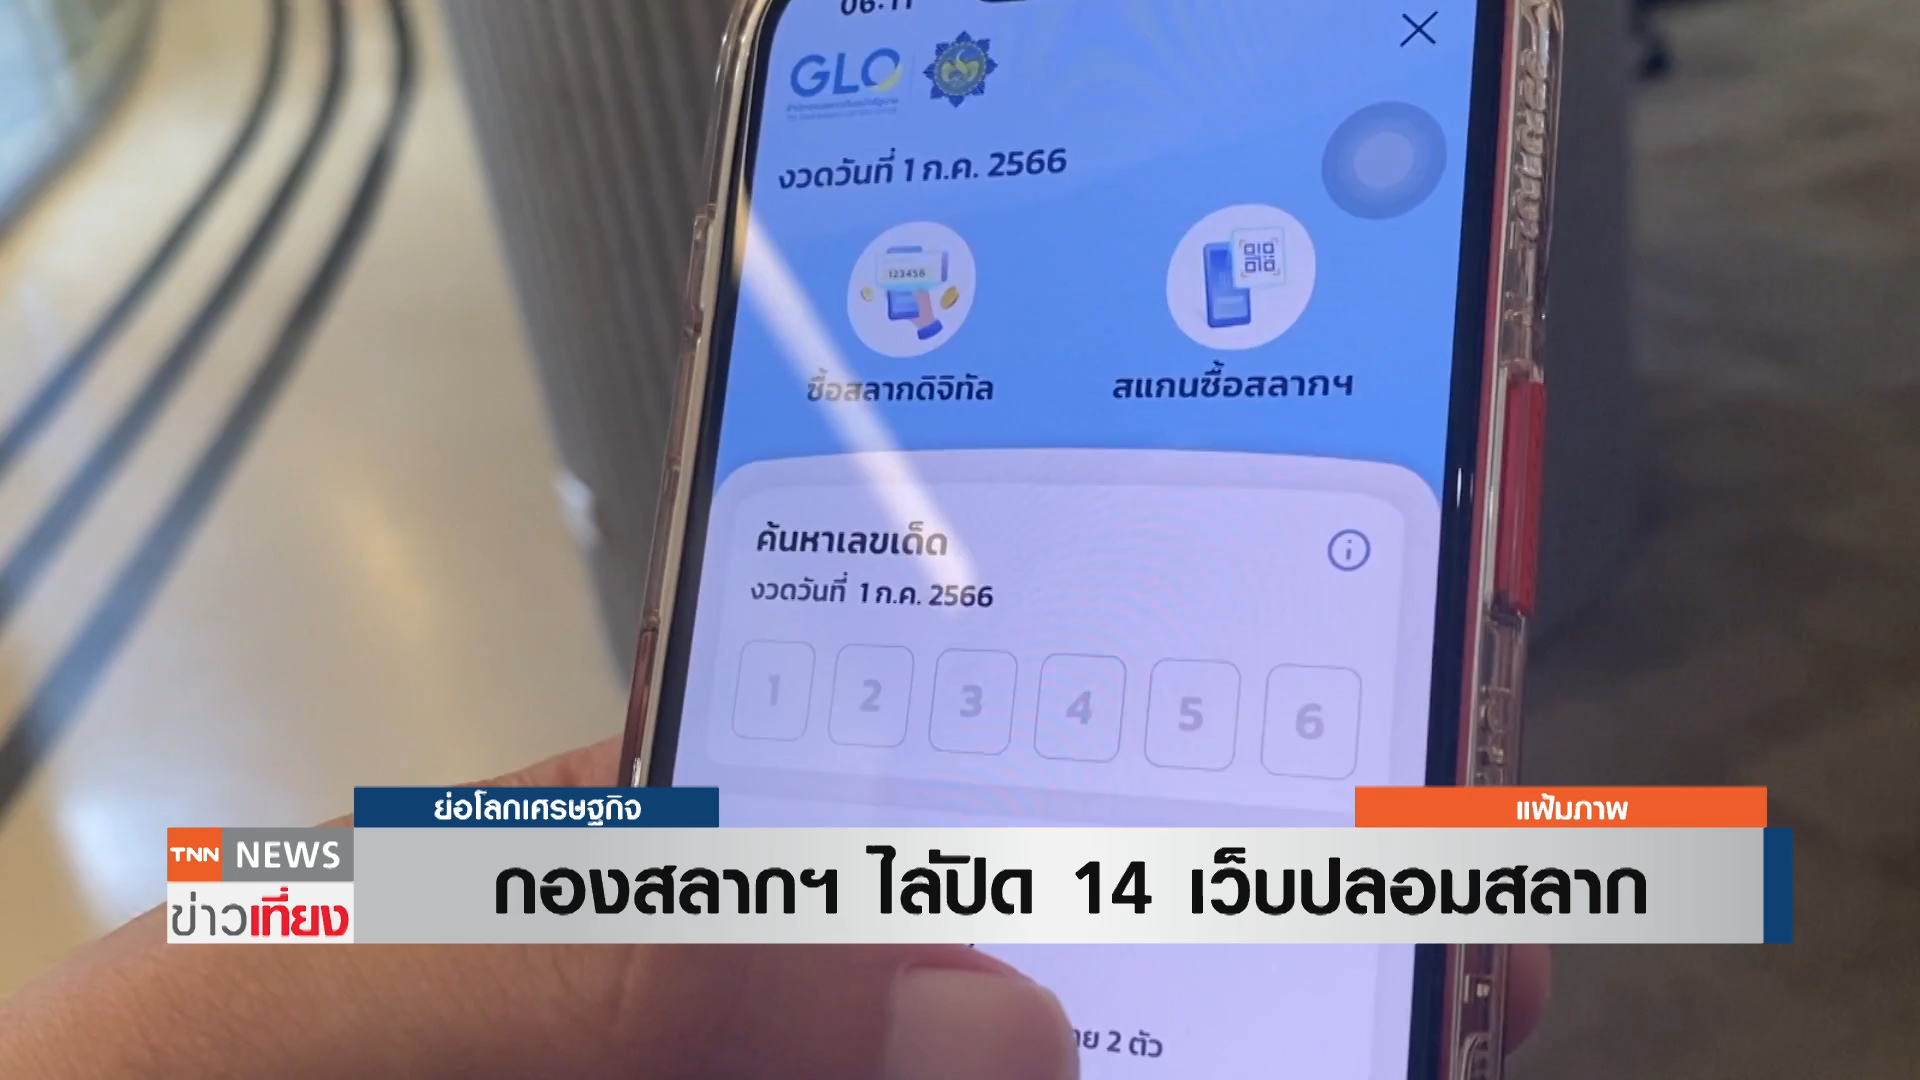 GLO
งวดวันที่ 1 ก.ค. 2566
123456
ซื้อสลากดิจิทัล
สแกนซื้อสลากฯ
ค้นหาเลขเด็ด
งวดวันที่ 1 ก.ค. 2566
1 2 3 4 5 6
ย่อโลกเศรษฐกิจ
แฟ้มภาพ
TNN NEWS
ข่าวเที่ยง
กองสลากฯ ไล่ปิด 14 เว็บปลอมสลาก
2 ตัว